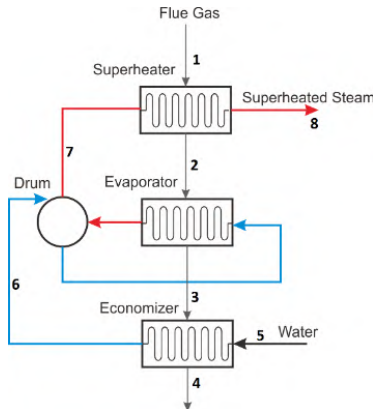 Flue Gas
1
Superheater
Superheated Steam
8
7
2
Drum
Evaporator
6
3
Economizer
5
Water
4